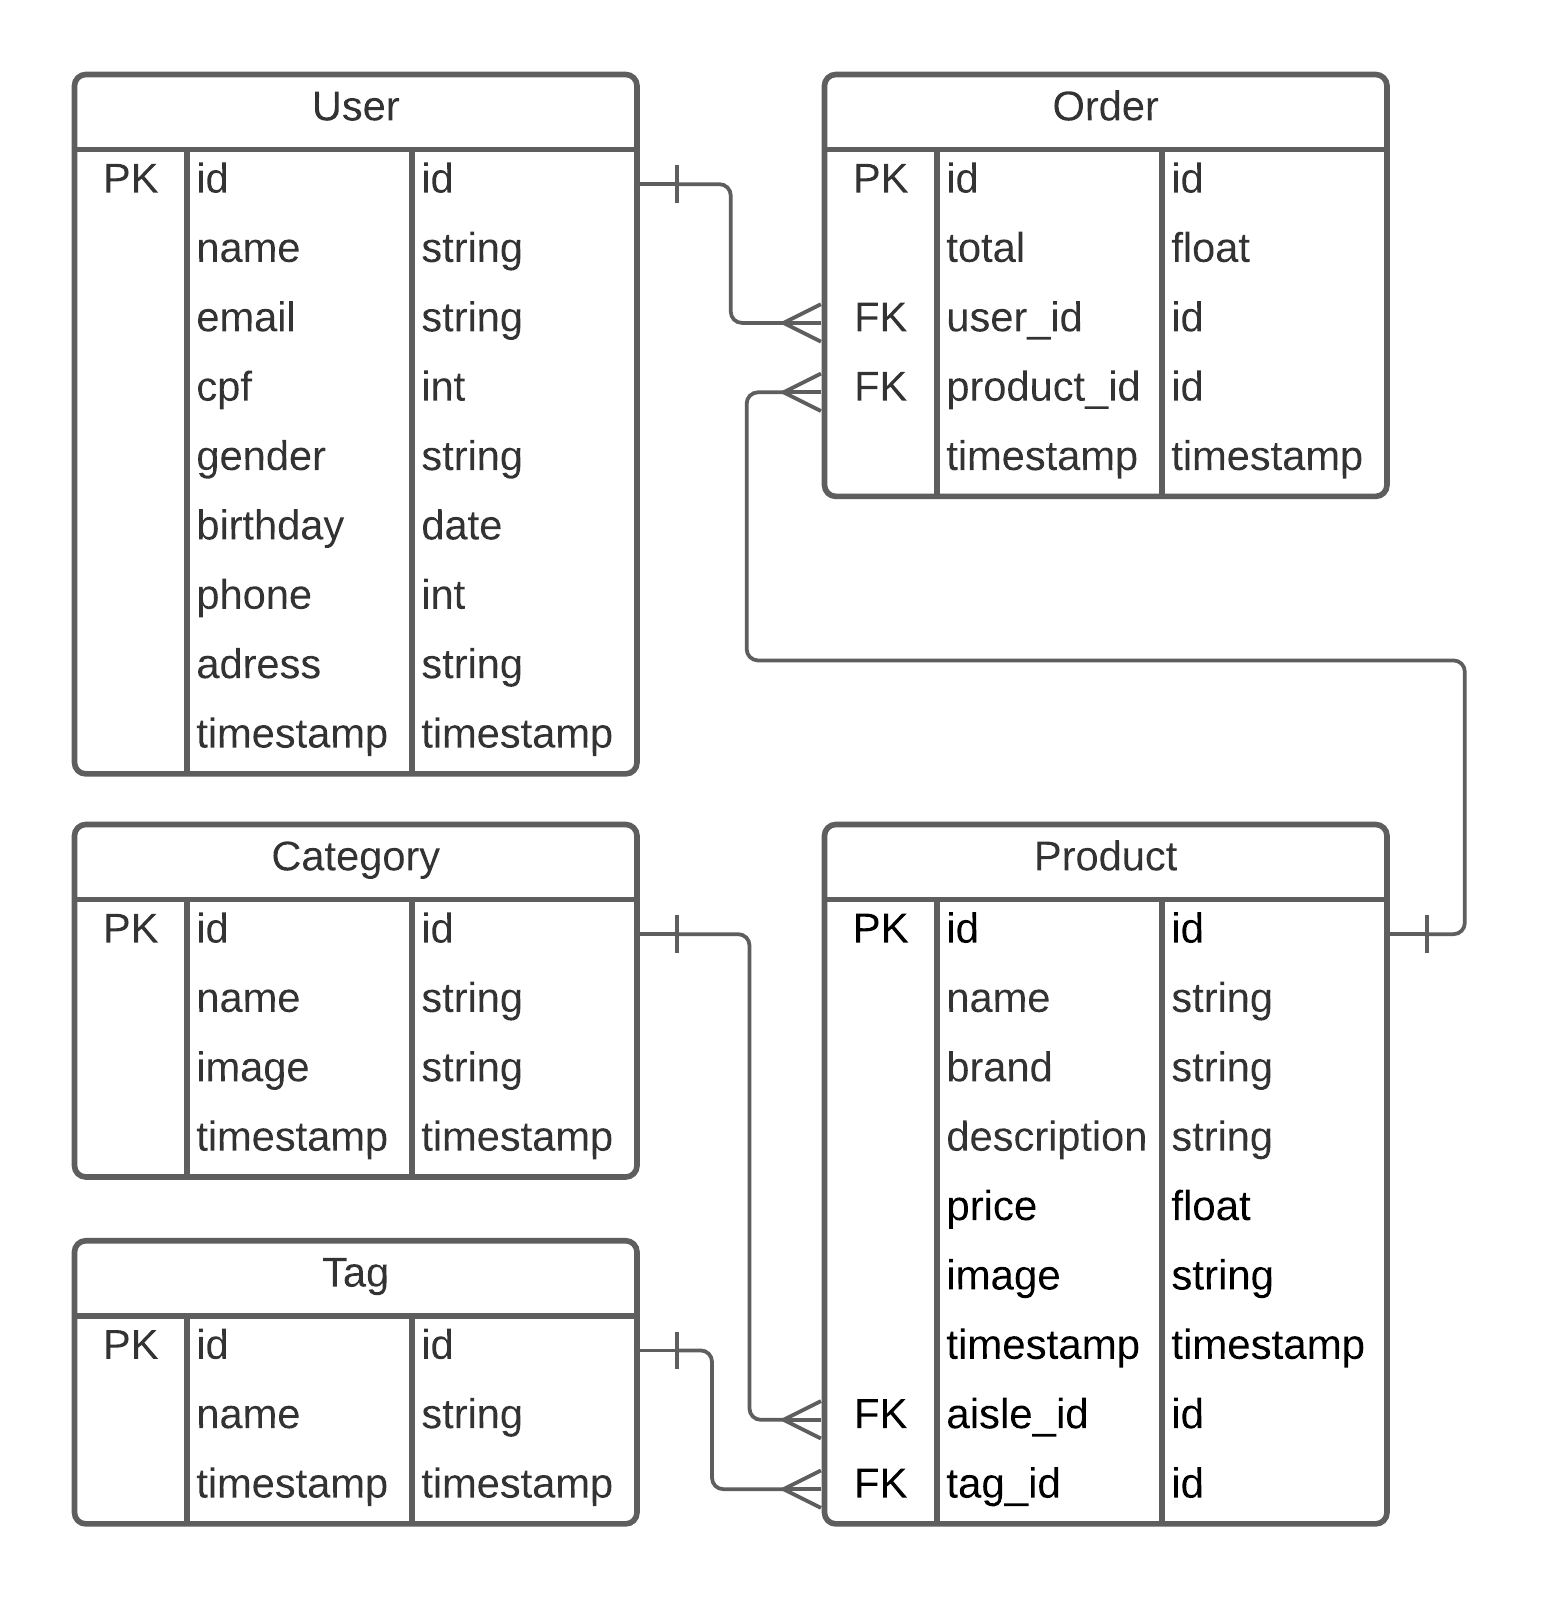 User
PK id id
name string
email string
cpf int
gender string
birthday date
phone int
adress string
timestamp timestamp
Order
PK id id
total float
FK user_id id
FK product_id id
timestamp timestamp
Category
PK id id
name string
image string
timestamp timestamp
Product
PK id id
name string
brand string
description string
price float
image string
timestamp timestamp
FK aisle_id id
FK tag_id id
Tag
PK id id
name string
timestamp timestamp